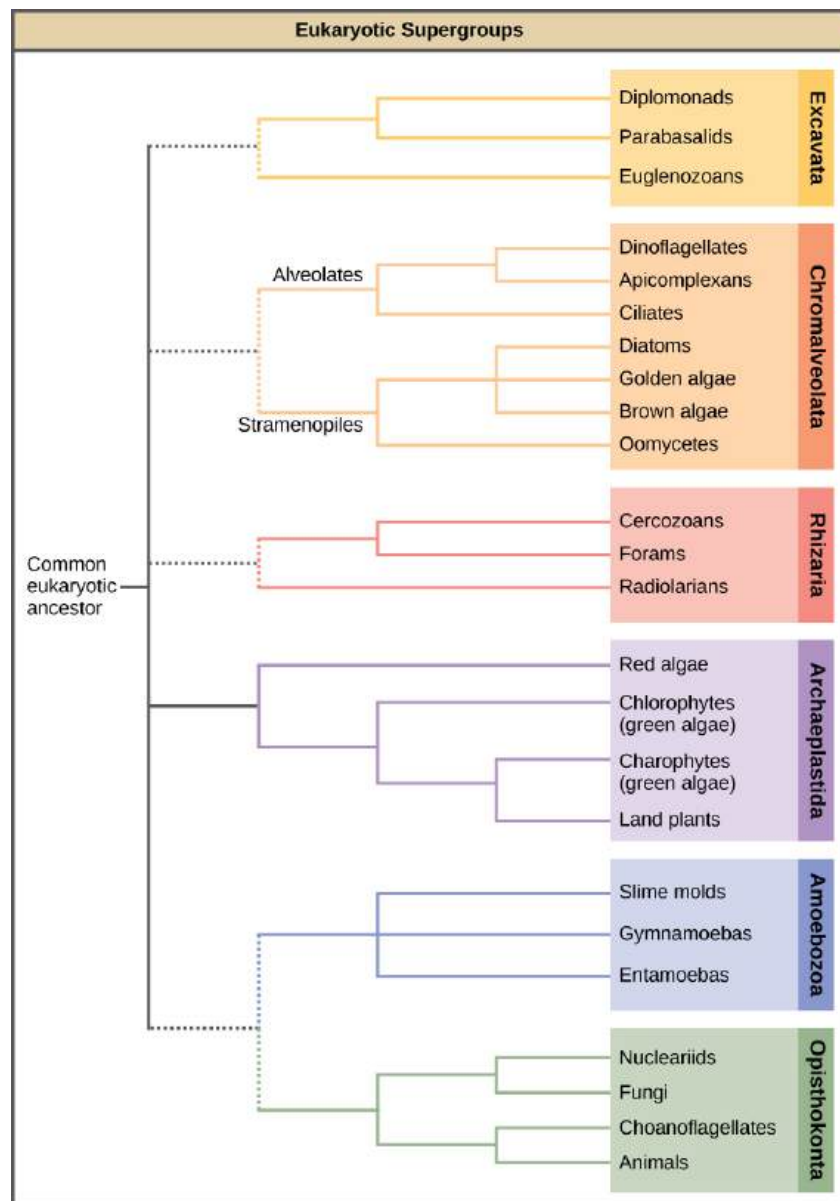 Eukaryotic Supergroups
Diplomonads
Parabasalids
Euglenozoans
Excavata
Alveolates
Dinoflagellates
Apicomplexans
Ciliates
Stramenopiles
Diatoms
Golden algae
Brown algae
Oomycetes
Chromalveolata
Common
eukaryotic
ancestor
Cercozoans
Forams
Radiolarians
Rhizaria
Red algae
Chlorophytes
(green algae)
Charophytes
(green algae)
Land plants
Archaeplastida
Slime molds
Gymnamoebas
Entamoebas
Amoebozoa
Nucleariids
Fungi
Choanoflagellates
Animals
Opisthokonta